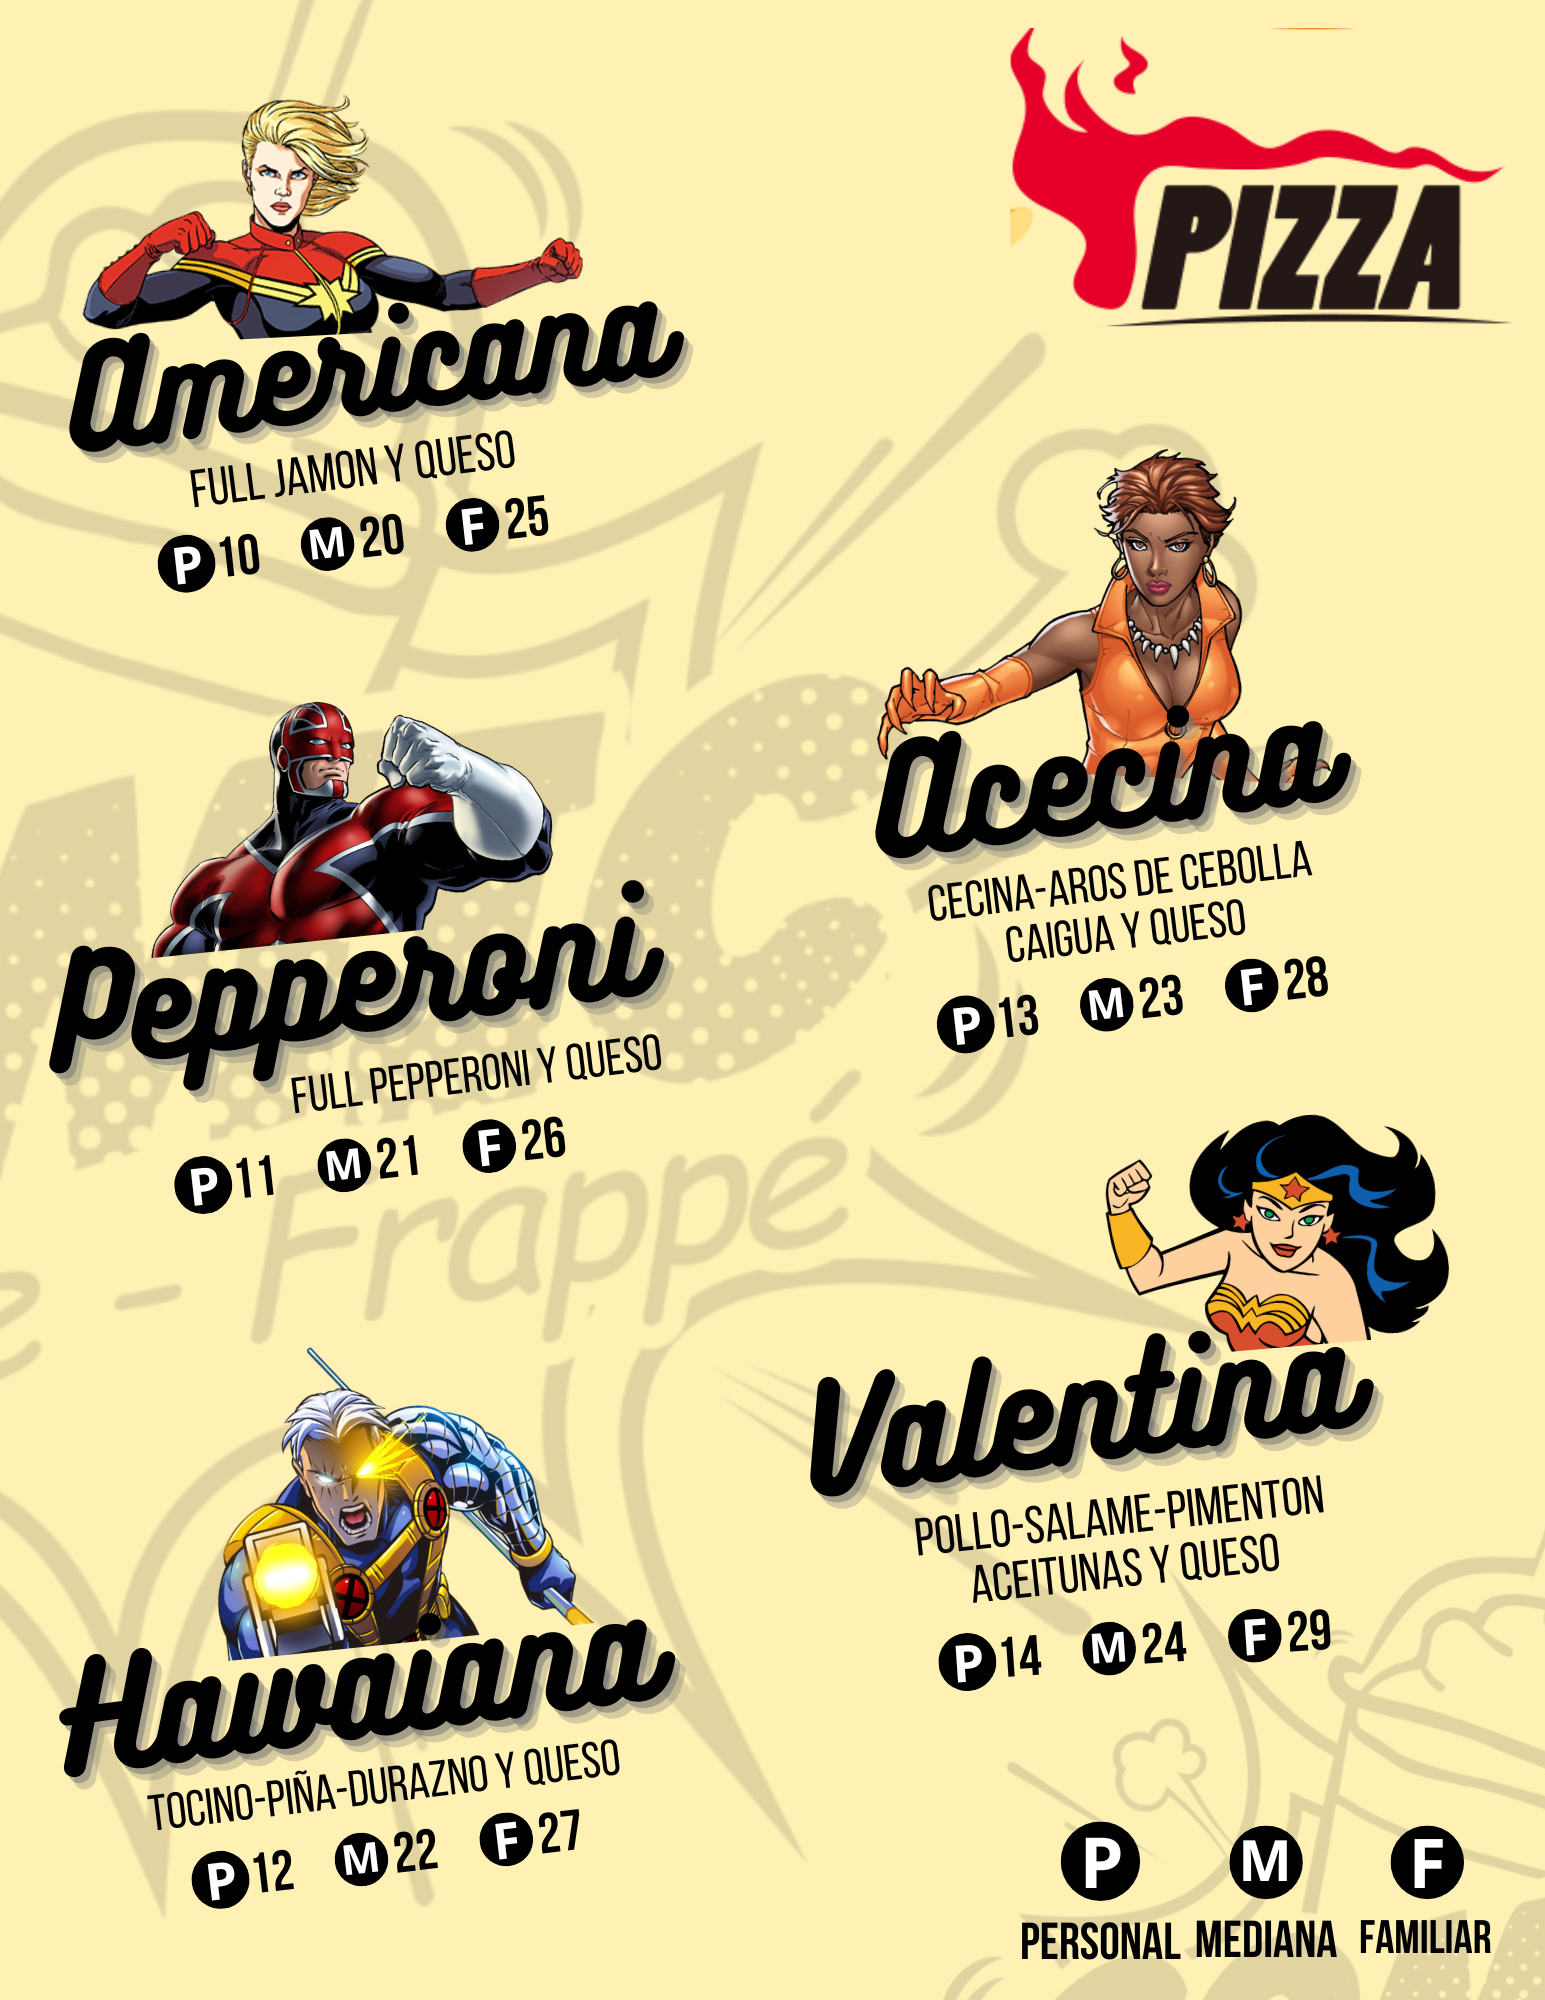 PIZZA
Americana
FULL JAMON Y QUESO
P 10 M 20 F 25
Pepperoni
FULL PEPPERONI Y QUESO
P 11 M 21 F 26
Hawaiana
TOCINO-PIÑA-DURAZNO Y QUESO
P 12 M 22 F 27
Acecina
CECINA-AROS DE CEBOLLA
CAIGUA Y QUESO
P 13 M 23 F 28
Valentina
POLLO-SALAME-PIMENTON
ACEITUNAS Y QUESO
P 14 M 24 F 29
P M F
PERSONAL MEDIANA FAMILIAR
e - Frappé